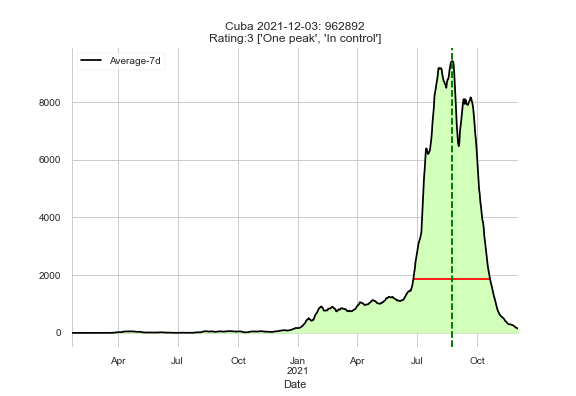 Cuba 2021-12-03: 962892
Rating:3 ['One peak', 'In control']
Average-7d
8000
6000
4000
2000
0
Apr Jul Oct Jan Apr Jul Oct
2021
Date